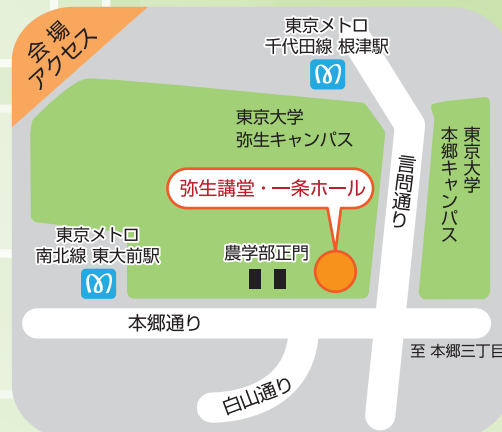 会場
アクセス
東京メトロ
千代田線 根津駅
東京大学
弥生キャンパス
東京大学
本郷キャンパス
言問通り
弥生講堂・一条ホール
東京メトロ
南北線 東大前駅
農学部正門
本郷通り
至 本郷三丁目
白山通り